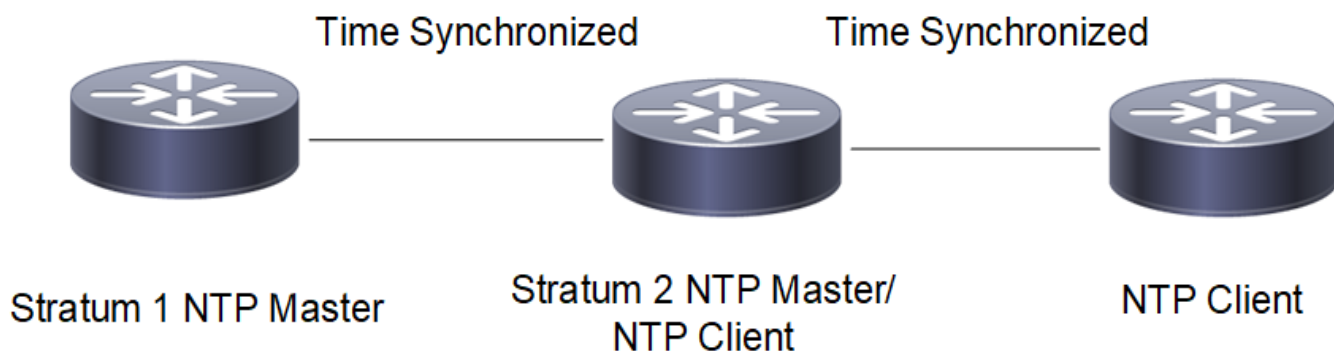 Time Synchronized
Time Synchronized
Stratum 1 NTP Master
Stratum 2 NTP Master/
NTP Client
NTP Client